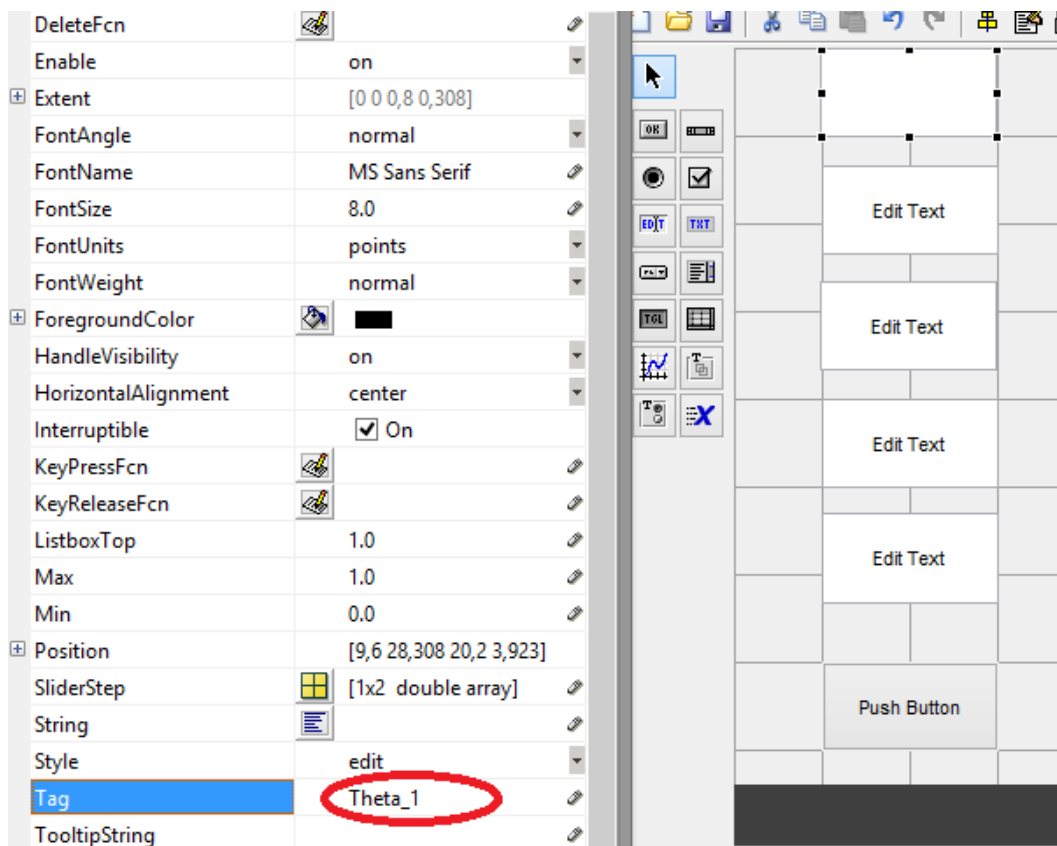 DeleteFcn
Enable on
Extent [0 0 0,8 0,308]
FontAngle normal
FontName MS Sans Serif
FontSize 8.0
FontUnits points
FontWeight normal
ForegroundColor
HandleVisibility on
HorizontalAlignment center
Interruptible On
KeyPressFcn
KeyReleaseFcn
ListboxTop 1.0
Max 1.0
Min 0.0
Position [9,6 28,308 20,2 3,923]
SliderStep [1x2 double array]
String
Style edit
Tag Theta_1
TooltipString
OK
EDIT TXT
TGL
T
T
X
Edit Text
Edit Text
Edit Text
Edit Text
Push Button